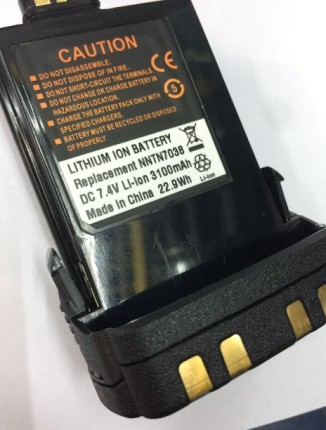 CAUTION
DO NOT DISASSEMBLE.
DO NOT DISPOSE OF IN FIRE.
DO NOT SHORT-CIRCUIT THE TERMINALS.
DO NOT CHANGE OR CHARGE BATTERY IN
HAZARDOUS LOCATION.
CHARGE THE BATTERY PACK ONLY WITH
SPECIFIED CHARGERS.
BATTERY MUST BE RECYCLED OR DISPOSED
OF PROPERLY
CE
5
LITHIUM ION BATTERY
Replacement NNTN7038
DC 7.4V Li-Ion 3100mAh
Made In China 22.9Wh
Li-Ion